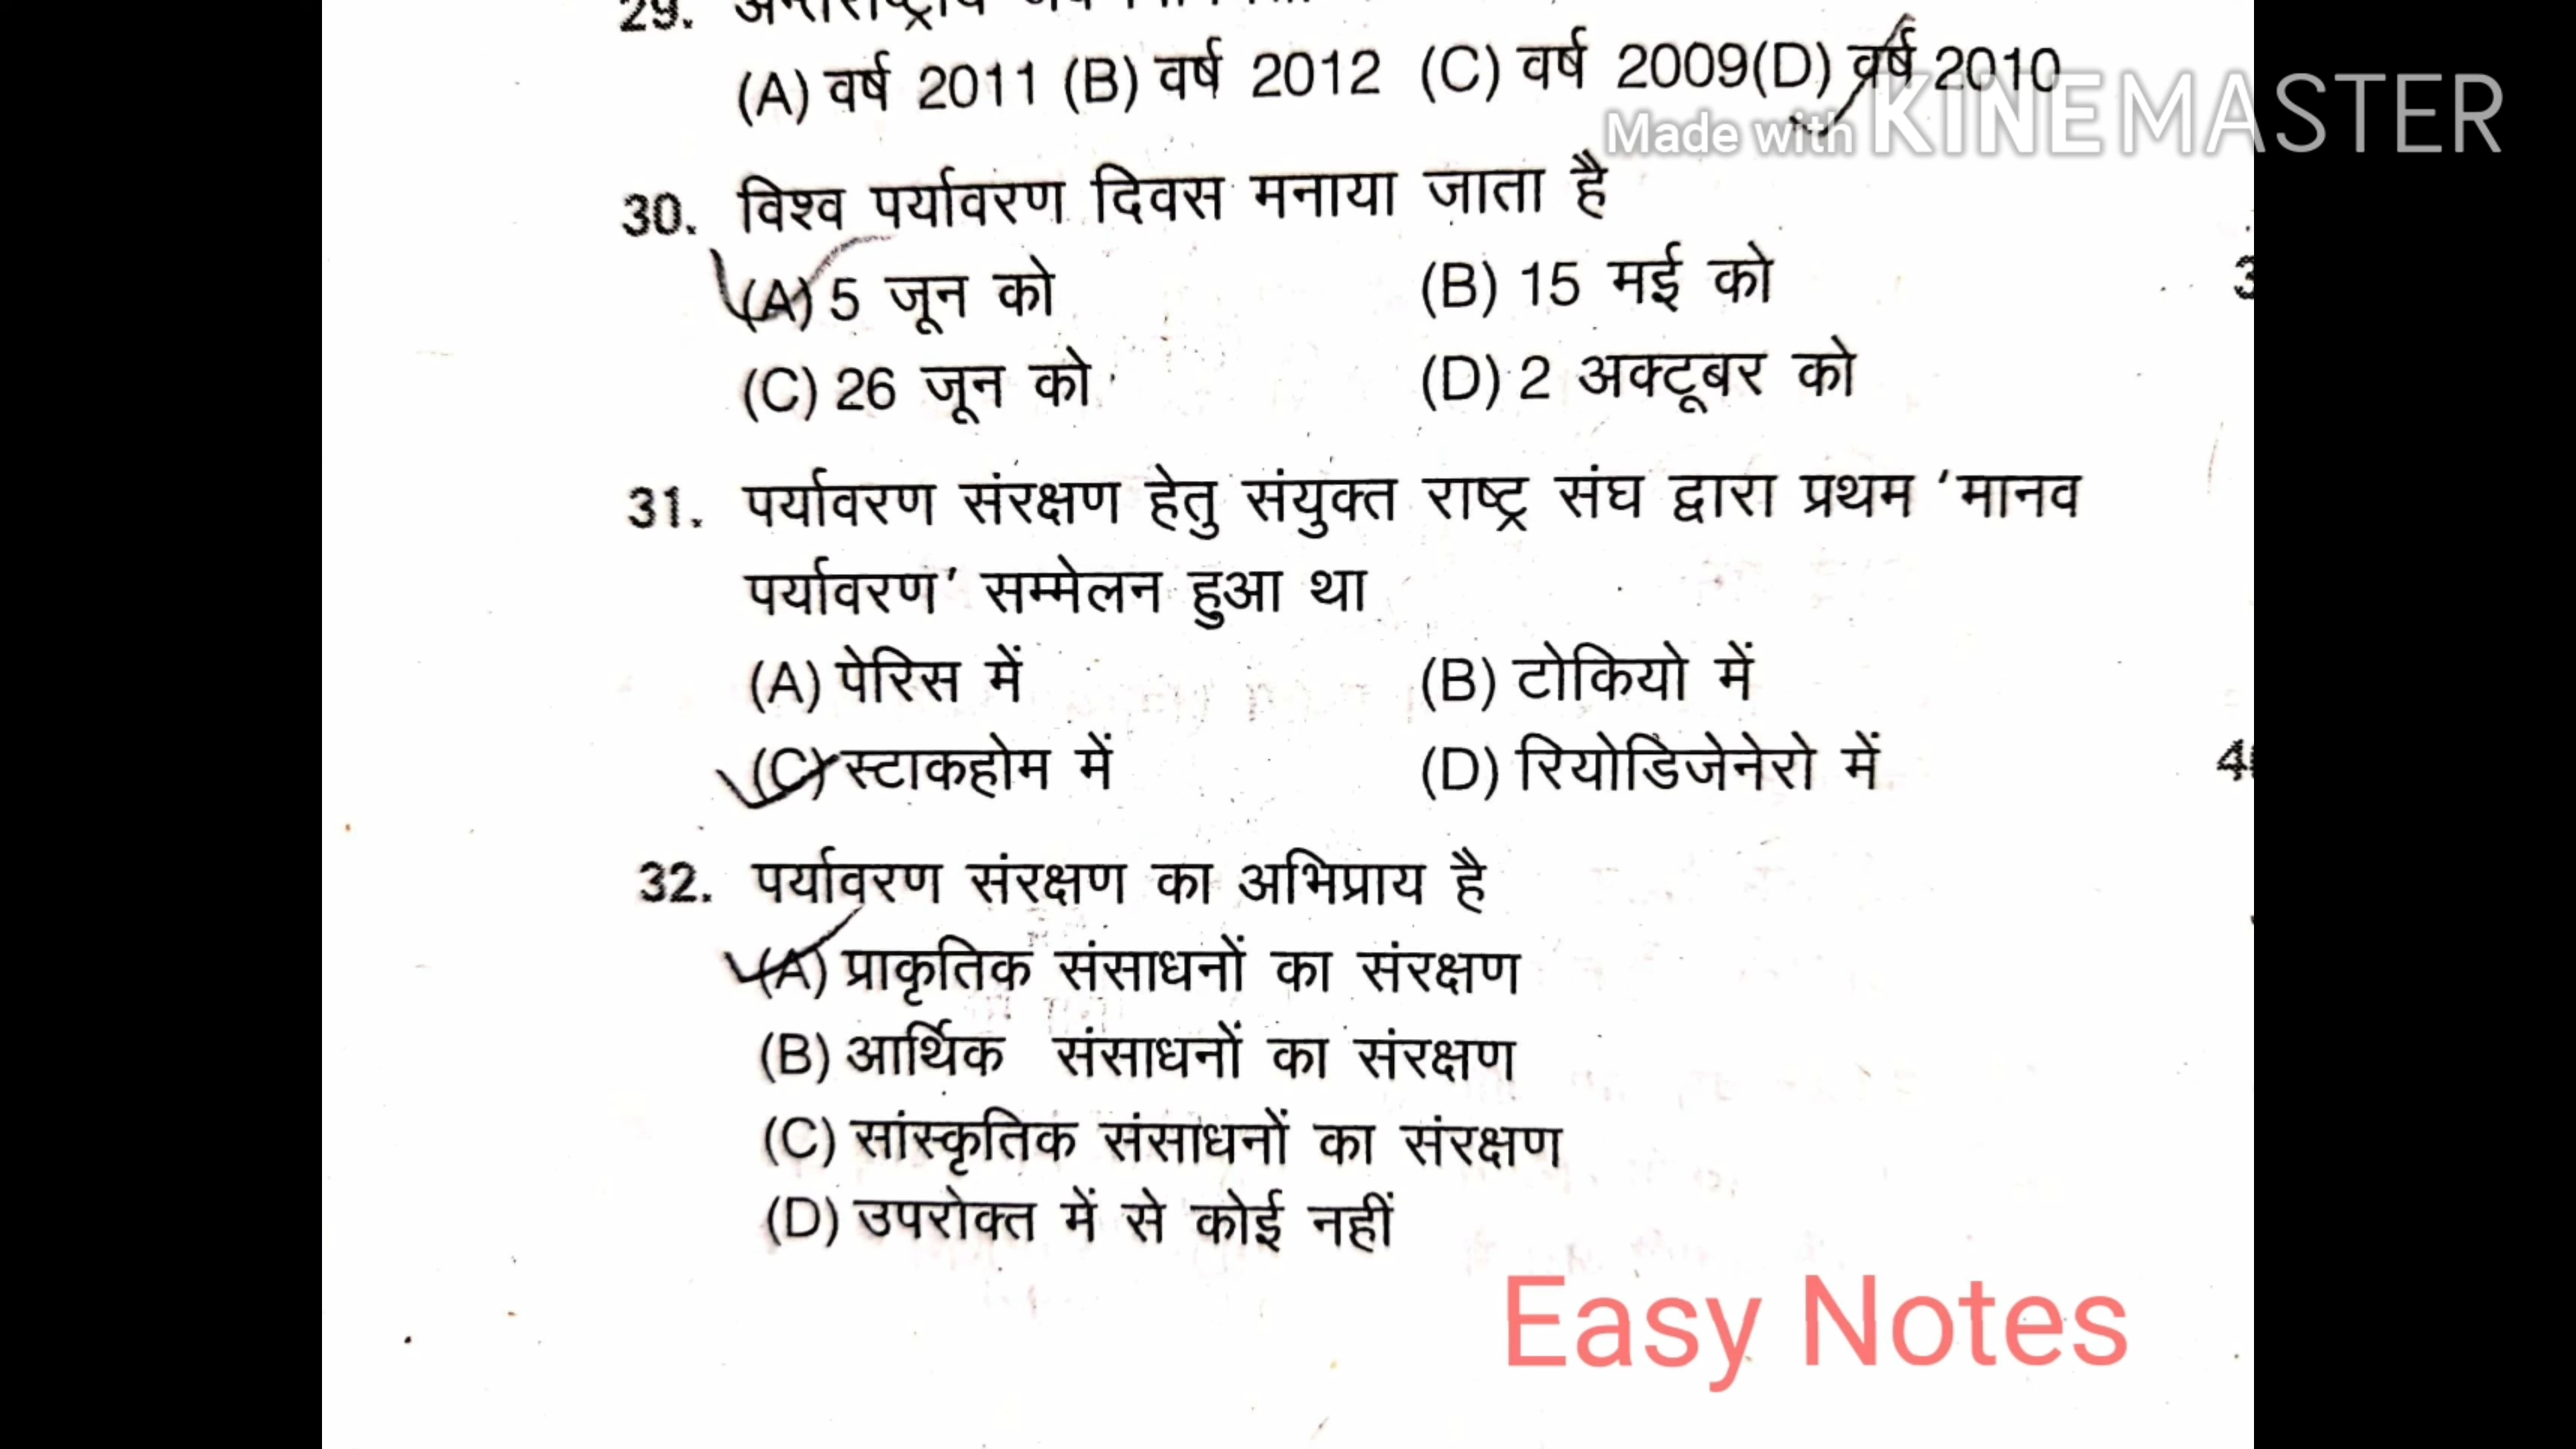 29.
(A) वर्ष 2011 (B) वर्ष 2012 (C) वर्ष 2009(D) वर्ष 2010
Made with KINEMASTER
30. विश्व पर्यावरण दिवस मनाया जाता है
(A) 5 जून को (B) 15 मई को
(C) 26 जून को (D) 2 अक्टूबर को
31. पर्यावरण संरक्षण हेतु संयुक्त राष्ट्र संघ द्वारा प्रथम 'मानव
पर्यावरण' सम्मेलन हुआ था
(A) पेरिस में (B) टोकियो में
(C) स्टाकहोम में (D) रियोडिजेनेरो में
32. पर्यावरण संरक्षण का अभिप्राय है
(A) प्राकृतिक संसाधनों का संरक्षण
(B) आर्थिक संसाधनों का संरक्षण
(C) सांस्कृतिक संसाधनों का संरक्षण
(D) उपरोक्त में से कोई नहीं
Easy Notes